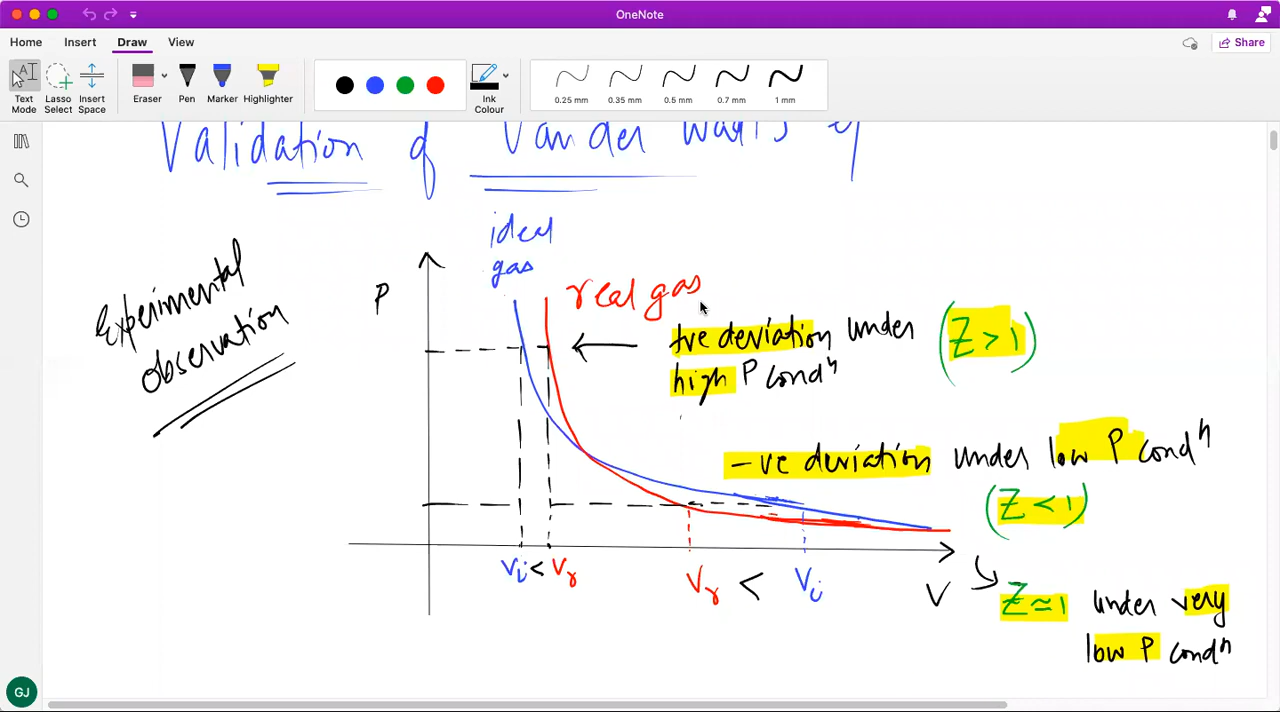 OneNote
Home Insert Draw View
Share
Text Mode
Lasso Select
Insert Space
Eraser
Pen
Marker
Highlighter
Ink Colour
0.25 mm
0.35 mm
0.5 mm
0.7 mm
1 mm
Validation of Vander Walls eq
Experimental
observation
ideal
gas
P
real gas
+ve deviation under (Z > 1)
high P condⁿ
-ve deviation under low P condⁿ
(Z < 1)
Vi < Vr
Vr < Vi
V
Z ≃ 1 under very
low P condⁿ
GJ